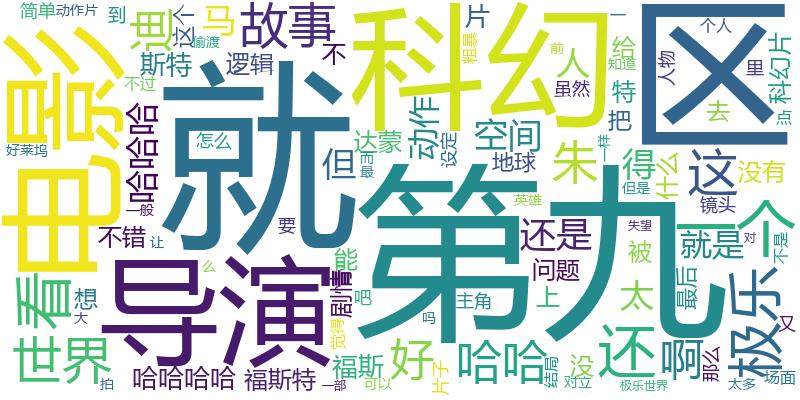 简单
动作片
到
迪
这个
马
故事
片
科幻
一
个人
里
区
偷渡
斯特
逻辑
不
粗暴
人
给
前
知道
人物
科幻片
电影
不过
就
哈哈哈
虽然
特
把
去
点
好莱坞
怎么
达蒙
动作
设定
空间
地球
朱
一样
得
什么
这
没有
但
而
最
第九
英雄
但是
镜头
一个
一般
不错
让
要
还是
失望
对
不是
世界
看
导演
能
剧情
问题
被
太
就是
最后
极乐
想
大
么
吧
主角
上
觉得
吗
又
还
啊
那么
好
哈哈
没
结局
福斯
哈哈哈哈
福斯特
一部
可以
片子
对立
拍
极乐世界
太多
场面